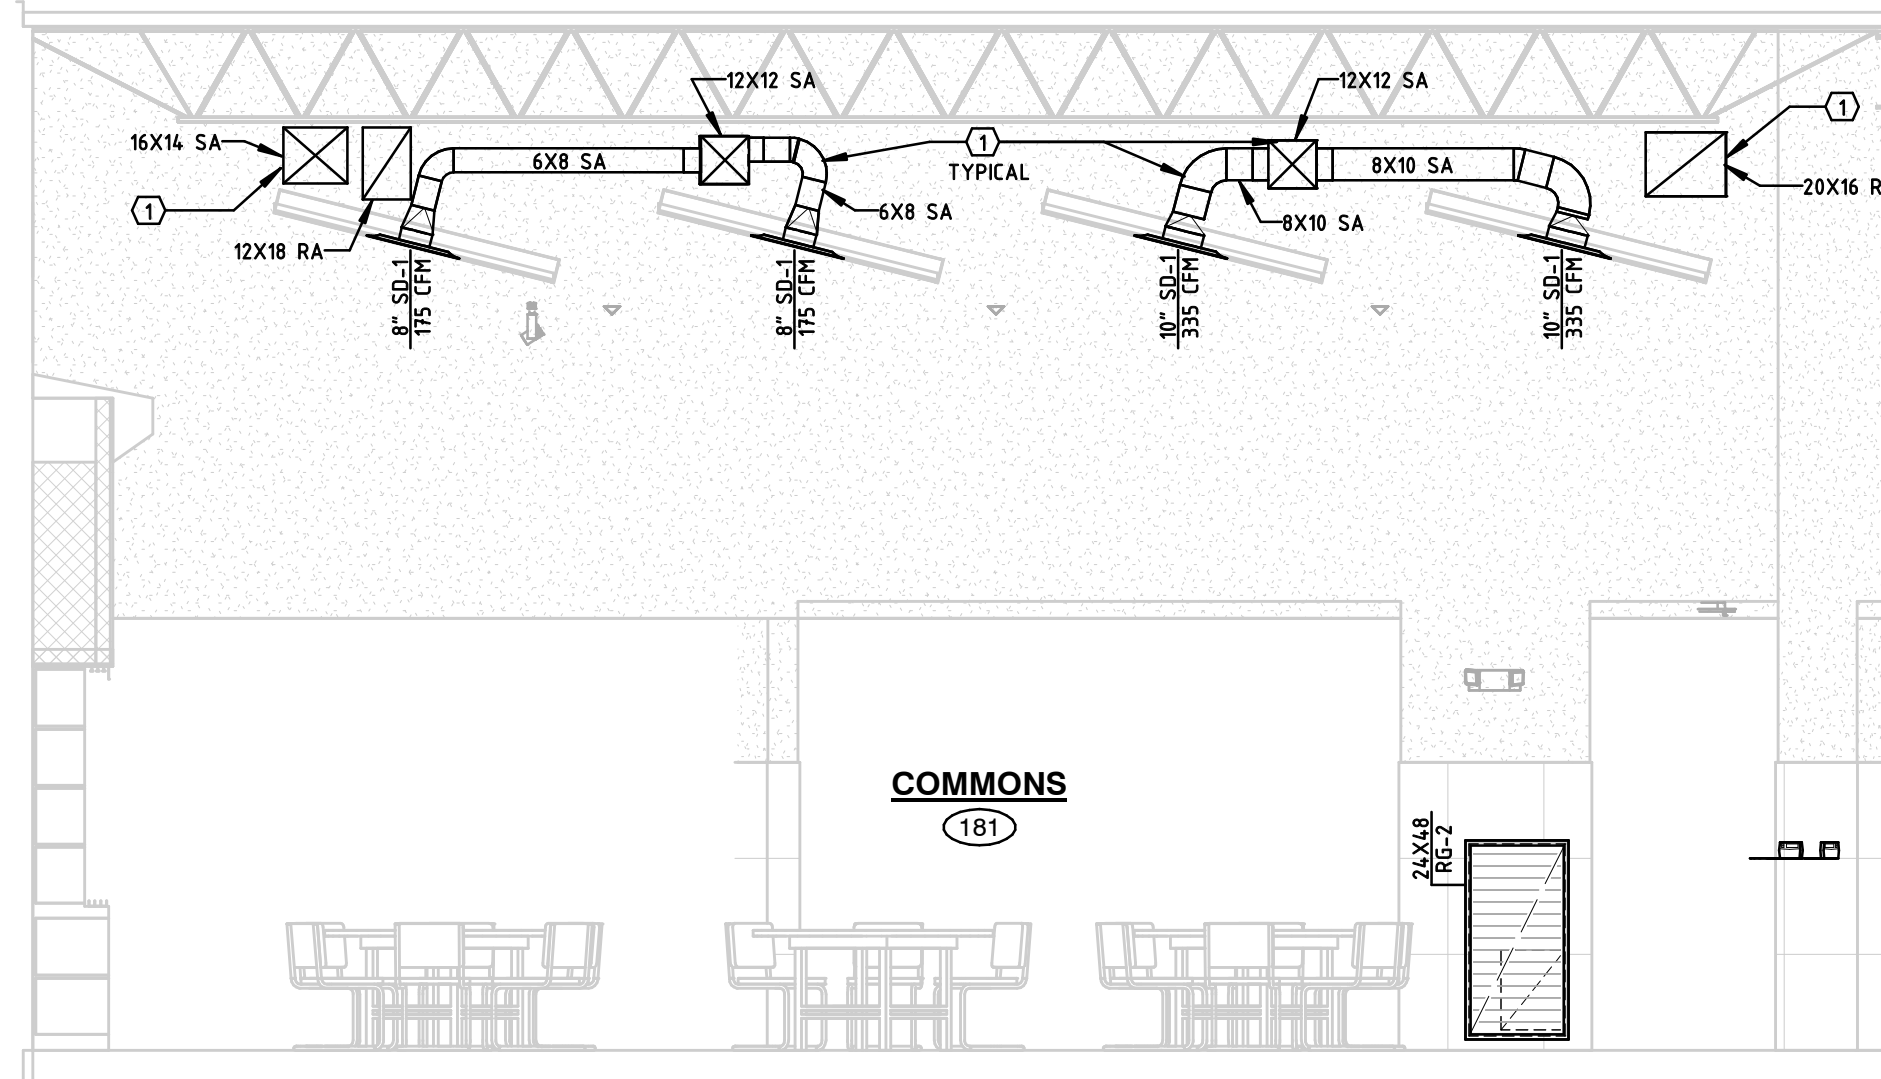 12X12 SA
12X12 SA
1
16X14 SA
6X8 SA
1
TYPICAL
8X10 SA
20X16 R
1
6X8 SA
8X10 SA
12X18 RA
8" SD-1
175 CFM
8" SD-1
175 CFM
10" SD-1
335 CFM
10" SD-1
335 CFM
COMMONS
181
24X48
RG-2